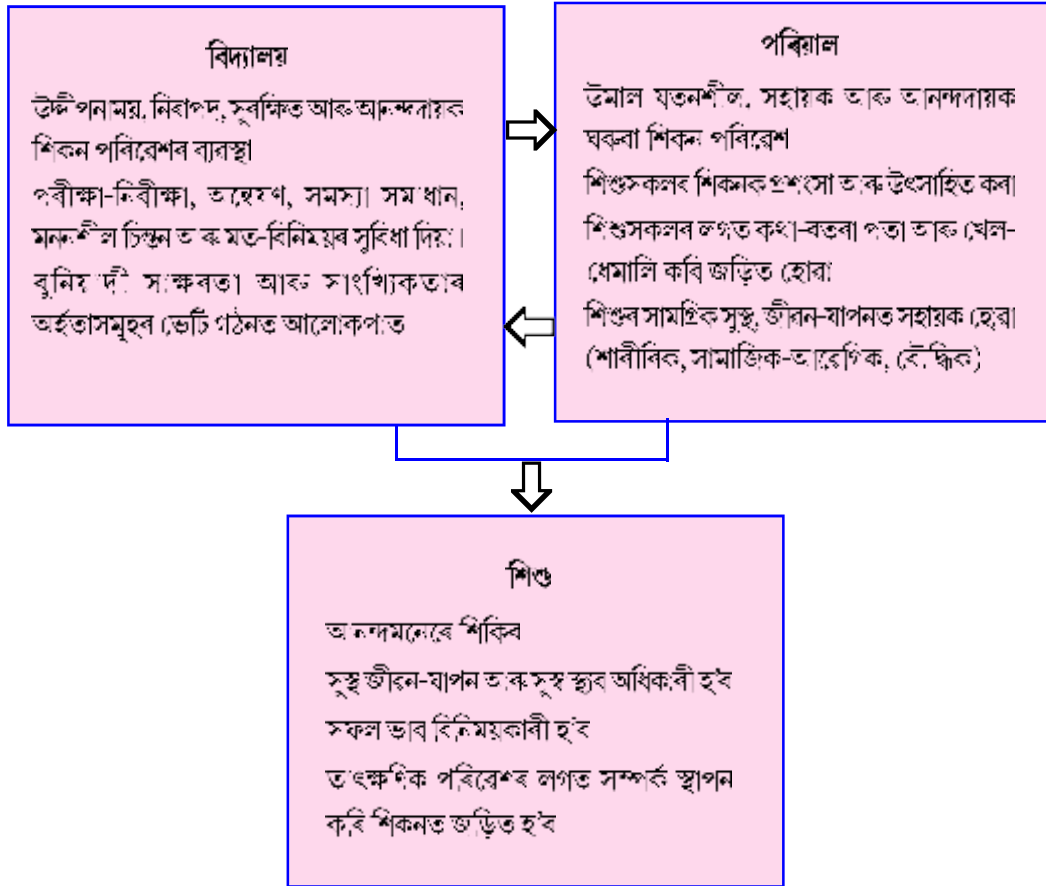 বিদ্যালয়
উদ্দীপনাময়, নিৰাপদ, সুৰক্ষিত আৰু আনন্দদায়ক
শিকন পৰিৱেশৰ ব্যৱস্থা
পৰীক্ষা-নিৰীক্ষা, অন্বেষণ, সমস্যা সমাধান,
মননশীল চিন্তন আৰু মত-বিনিময়ৰ সুবিধা দিয়া।
বুনিয়াদী সাক্ষৰতা আৰু সাংখ্যিকতাৰ
অৰ্হতাসমূহৰ ভেটি গঠনত আলোকপাত
পৰিয়াল
উমাল যতনশীল, সহায়ক আৰু আনন্দদায়ক
ঘৰুৱা শিকন পৰিৱেশ
শিশুসকলৰ শিকনক প্ৰশংসা আৰু উৎসাহিত কৰা
শিশুসকলৰ লগত কথা-বতৰা পতা আৰু খেল-
ধেমালি কৰি জড়িত হোৱা
শিশুৰ সামগ্ৰিক সুস্থ, জীৱন-যাপনত সহায়ক হোৱা
(শাৰীৰিক, সামাজিক-আৱেগিক, বৌদ্ধিক)
শিশু
আনন্দমনেৰে শিকিব
সুস্থ জীৱন-যাপন আৰু সুস্বাস্থ্যৰ অধিকাৰী হ'ব
সফল ভাৱ বিনিময়কাৰী হ'ব
তাৎক্ষণিক পৰিৱেশৰ লগত সম্পৰ্ক স্থাপন
কৰি শিকনত জড়িত হ'ব